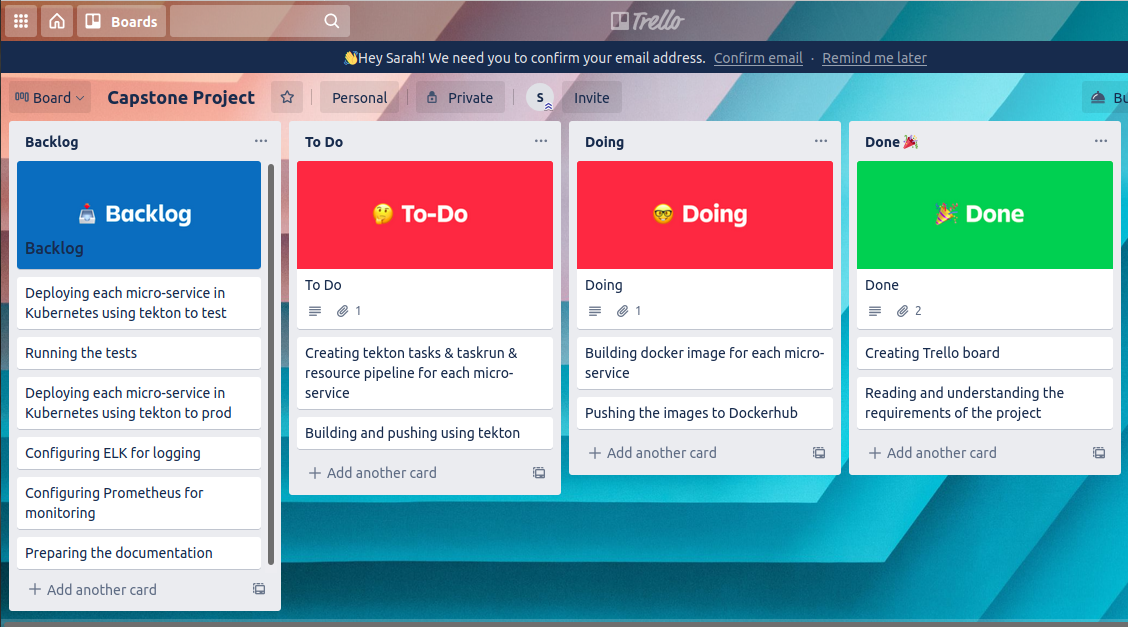 Boards
Trello
👋Hey Sarah! We need to confirm your email address. Confirm email · Remind me later
Board
Capstone Project
Personal
Private
S
Invite
Backlog
Backlog
Backlog
Deploying each micro-service in
Kubernetes using tekton to test
Running the tests
Deploying each micro-service in
Kubernetes using tekton to prod
Configuring ELK for logging
Configuring Prometheus for
monitoring
Preparing the documentation
+ Add another card
To Do
🤔 To-Do
To Do
1
Creating tekton tasks & taskrun &
resource pipeline for each micro-
service
Building and pushing using tekton
+ Add another card
Doing
🤓 Doing
Doing
1
Building docker image for each micro-
service
Pushing the images to Dockerhub
+ Add another card
Done 🎉
🎉 Done
Done
2
Creating Trello board
Reading and understanding the
requirements of the project
+ Add another card